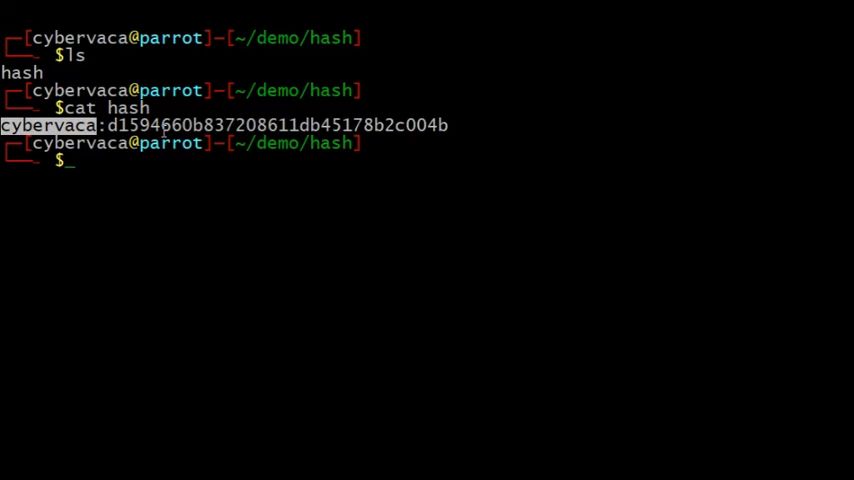 ┌─[cybervaca@parrot]─[~/demo/hash]
└──╼ $ls
hash
┌─[cybervaca@parrot]─[~/demo/hash]
└──╼ $cat hash
cybervaca:d1594660b837208611db45178b2c004b
┌─[cybervaca@parrot]─[~/demo/hash]
└──╼ $_